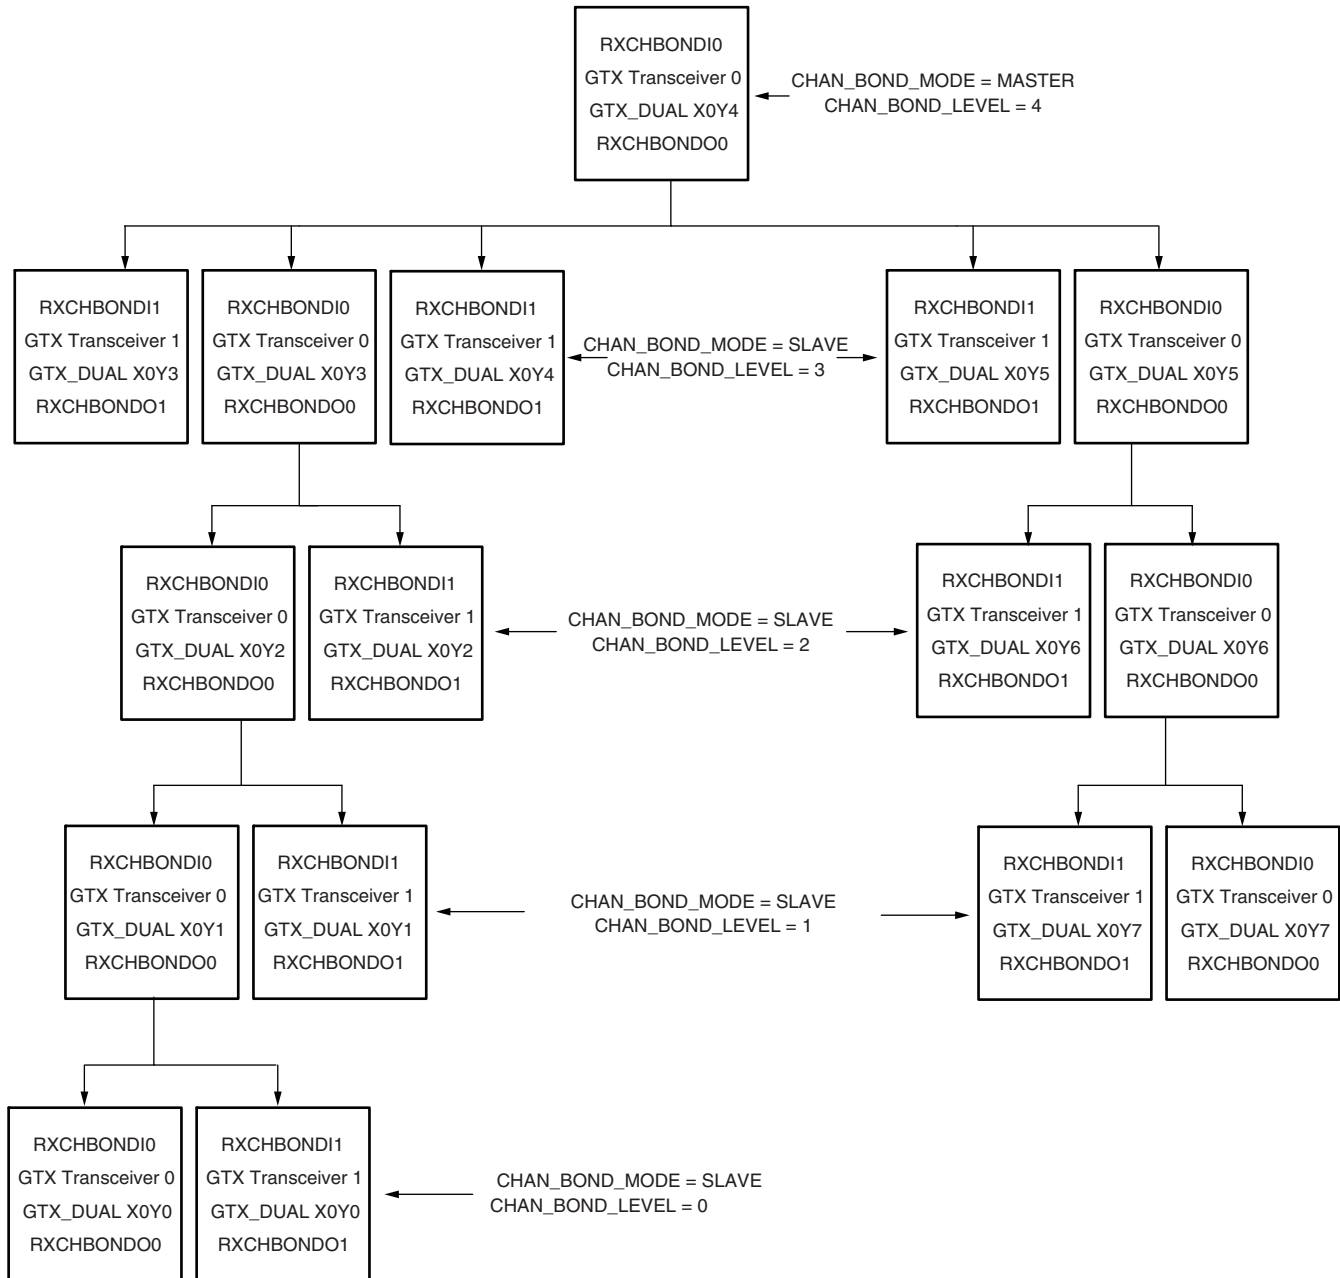 RXCHBONDI0
GTX Transceiver 0
GTX_DUAL X0Y4
RXCHBONDO0
CHAN_BOND_MODE = MASTER
CHAN_BOND_LEVEL = 4
RXCHBONDI1
GTX Transceiver 1
GTX_DUAL X0Y3
RXCHBONDO1
RXCHBONDI0
GTX Transceiver 0
GTX_DUAL X0Y3
RXCHBONDO0
RXCHBONDI1
GTX Transceiver 1
GTX_DUAL X0Y4
RXCHBONDO1
CHAN_BOND_MODE = SLAVE
CHAN_BOND_LEVEL = 3
RXCHBONDI1
GTX Transceiver 1
GTX_DUAL X0Y5
RXCHBONDO1
RXCHBONDI0
GTX Transceiver 0
GTX_DUAL X0Y5
RXCHBONDO0
RXCHBONDI0
GTX Transceiver 0
GTX_DUAL X0Y2
RXCHBONDO0
RXCHBONDI1
GTX Transceiver 1
GTX_DUAL X0Y2
RXCHBONDO1
CHAN_BOND_MODE = SLAVE
CHAN_BOND_LEVEL = 2
RXCHBONDI1
GTX Transceiver 1
GTX_DUAL X0Y6
RXCHBONDO1
RXCHBONDI0
GTX Transceiver 0
GTX_DUAL X0Y6
RXCHBONDO0
RXCHBONDI0
GTX Transceiver 0
GTX_DUAL X0Y1
RXCHBONDO0
RXCHBONDI1
GTX Transceiver 1
GTX_DUAL X0Y1
RXCHBONDO1
CHAN_BOND_MODE = SLAVE
CHAN_BOND_LEVEL = 1
RXCHBONDI1
GTX Transceiver 1
GTX_DUAL X0Y7
RXCHBONDO1
RXCHBONDI0
GTX Transceiver 0
GTX_DUAL X0Y7
RXCHBONDO0
RXCHBONDI0
GTX Transceiver 0
GTX_DUAL X0Y0
RXCHBONDO0
RXCHBONDI1
GTX Transceiver 1
GTX_DUAL X0Y0
RXCHBONDO1
CHAN_BOND_MODE = SLAVE
CHAN_BOND_LEVEL = 0